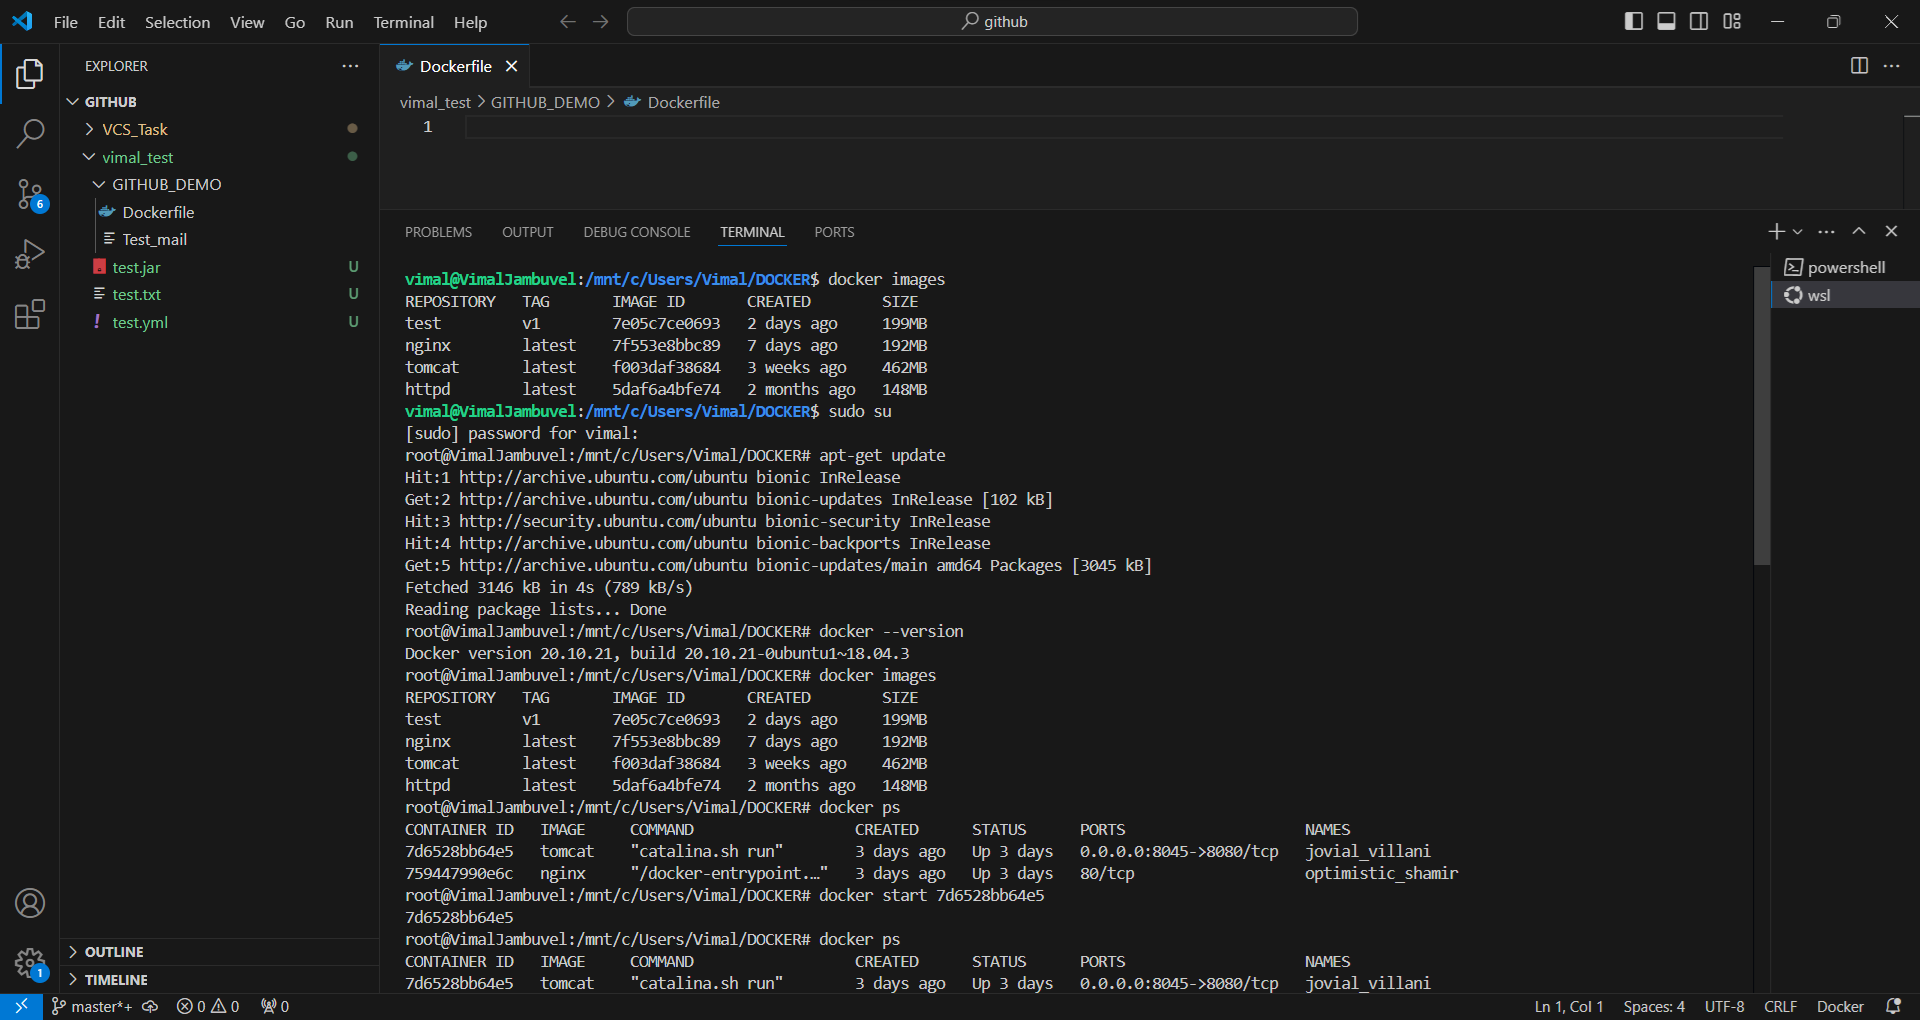 File Edit Selection View Go Run Terminal Help
github
EXPLORER
GITHUB
VCS_Task
vimal_test
GITHUB_DEMO
Dockerfile
Test_mail
test.jar U
test.txt U
test.yml U
6
1
OUTLINE
TIMELINE
Dockerfile
vimal_test > GITHUB_DEMO > Dockerfile
1
PROBLEMS OUTPUT DEBUG CONSOLE TERMINAL PORTS
powershell
wsl
vimal@VimalJambuvel:/mnt/c/Users/Vimal/DOCKER$ docker images
REPOSITORY   TAG       IMAGE ID       CREATED        SIZE
test         v1        7e05c7ce0693   2 days ago     199MB
nginx        latest    7f553e8bbc89   7 days ago     192MB
tomcat       latest    f003daf38684   3 weeks ago    462MB
httpd        latest    5daf6a4bfe74   2 months ago   148MB
vimal@VimalJambuvel:/mnt/c/Users/Vimal/DOCKER$ sudo su
[sudo] password for vimal:
root@VimalJambuvel:/mnt/c/Users/Vimal/DOCKER# apt-get update
Hit:1 http://archive.ubuntu.com/ubuntu bionic InRelease
Get:2 http://archive.ubuntu.com/ubuntu bionic-updates InRelease [102 kB]
Hit:3 http://security.ubuntu.com/ubuntu bionic-security InRelease
Hit:4 http://archive.ubuntu.com/ubuntu bionic-backports InRelease
Get:5 http://archive.ubuntu.com/ubuntu bionic-updates/main amd64 Packages [3045 kB]
Fetched 3146 kB in 4s (789 kB/s)
Reading package lists... Done
root@VimalJambuvel:/mnt/c/Users/Vimal/DOCKER# docker --version
Docker version 20.10.21, build 20.10.21-0ubuntu1~18.04.3
root@VimalJambuvel:/mnt/c/Users/Vimal/DOCKER# docker images
REPOSITORY   TAG       IMAGE ID       CREATED        SIZE
test         v1        7e05c7ce0693   2 days ago     199MB
nginx        latest    7f553e8bbc89   7 days ago     192MB
tomcat       latest    f003daf38684   3 weeks ago    462MB
httpd        latest    5daf6a4bfe74   2 months ago   148MB
root@VimalJambuvel:/mnt/c/Users/Vimal/DOCKER# docker ps
CONTAINER ID   IMAGE     COMMAND                  CREATED      STATUS      PORTS                    NAMES
7d6528bb64e5   tomcat    "catalina.sh run"        3 days ago   Up 3 days   0.0.0.0:8045->8080/tcp   jovial_villani
759447990e6c   nginx     "/docker-entrypoint.…"   3 days ago   Up 3 days   80/tcp                   optimistic_shamir
root@VimalJambuvel:/mnt/c/Users/Vimal/DOCKER# docker start 7d6528bb64e5
7d6528bb64e5
root@VimalJambuvel:/mnt/c/Users/Vimal/DOCKER# docker ps
CONTAINER ID   IMAGE     COMMAND                  CREATED      STATUS      PORTS                    NAMES
7d6528bb64e5   tomcat    "catalina.sh run"        3 days ago   Up 3 days   0.0.0.0:8045->8080/tcp   jovial_villani
master*+ 0 0 0 Ln 1, Col 1 Spaces: 4 UTF-8 CRLF Docker